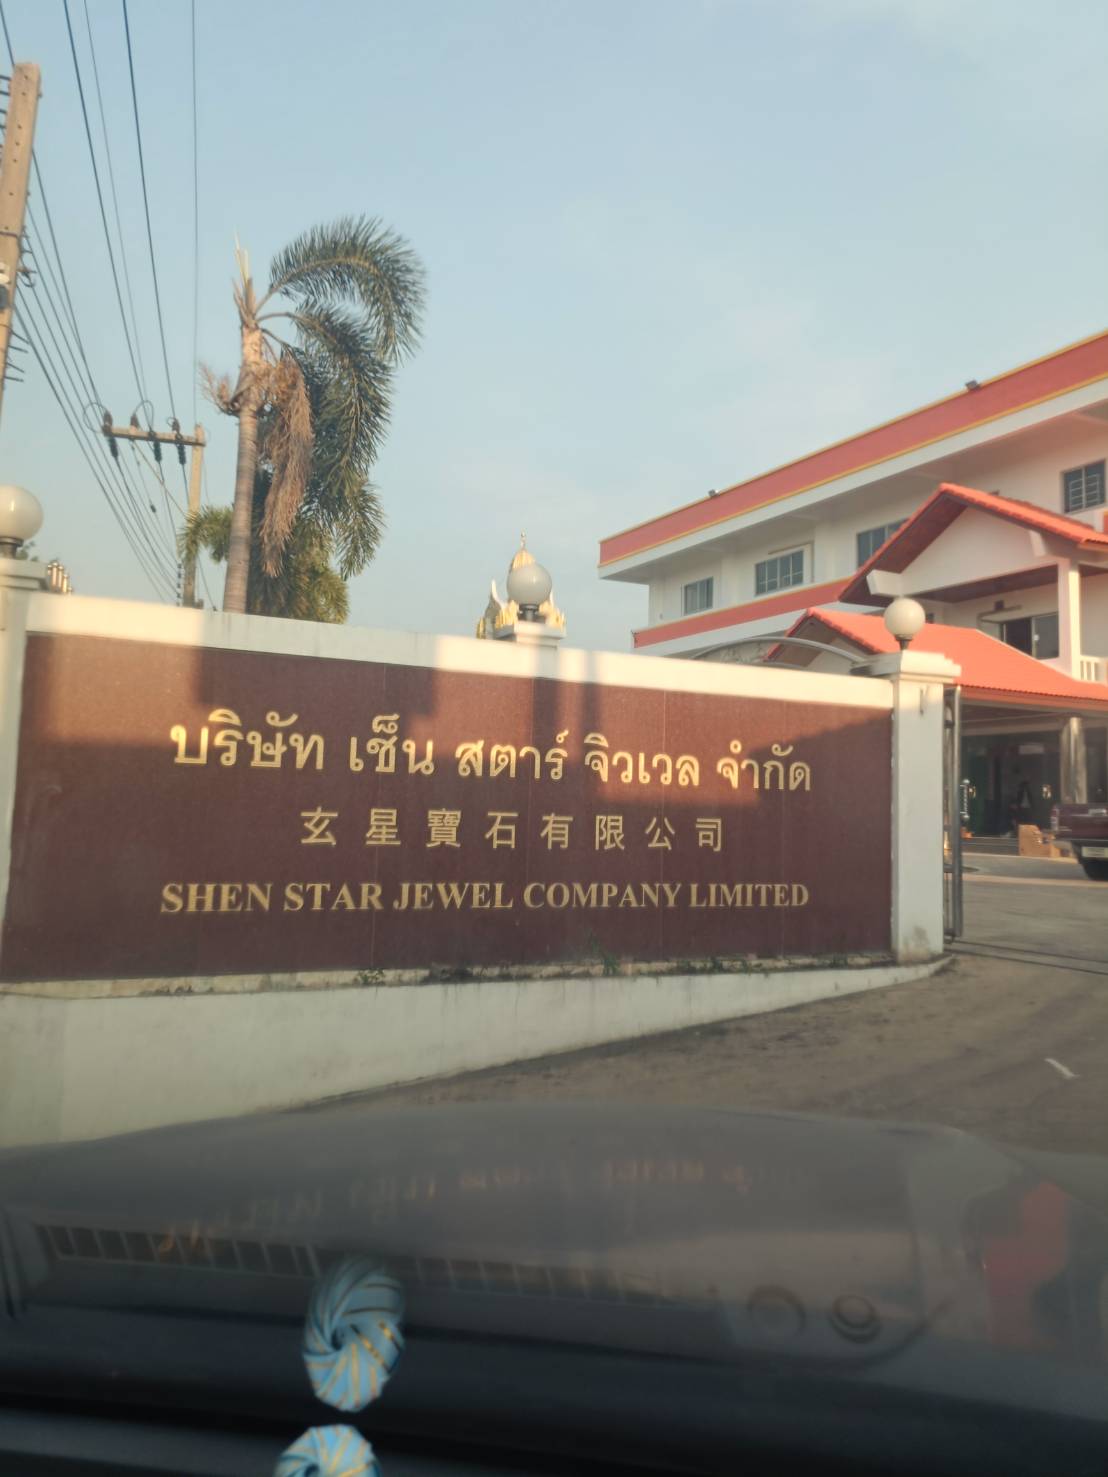 บริษัท เช็น สตาร์ จิวเวล จำกัด
玄星寶石有限公司
SHEN STAR JEWEL COMPANY LIMITED